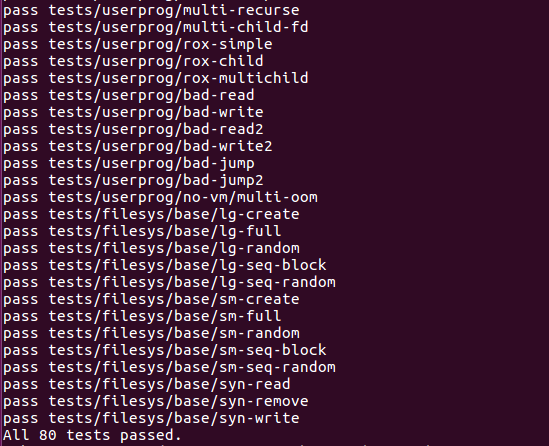 pass tests/userprog/multi-recurse
pass tests/userprog/multi-child-fd
pass tests/userprog/rox-simple
pass tests/userprog/rox-child
pass tests/userprog/rox-multichild
pass tests/userprog/bad-read
pass tests/userprog/bad-write
pass tests/userprog/bad-read2
pass tests/userprog/bad-write2
pass tests/userprog/bad-jump
pass tests/userprog/bad-jump2
pass tests/userprog/no-vm/multi-oom
pass tests/filesys/base/lg-create
pass tests/filesys/base/lg-full
pass tests/filesys/base/lg-random
pass tests/filesys/base/lg-seq-block
pass tests/filesys/base/lg-seq-random
pass tests/filesys/base/sm-create
pass tests/filesys/base/sm-full
pass tests/filesys/base/sm-random
pass tests/filesys/base/sm-seq-block
pass tests/filesys/base/sm-seq-random
pass tests/filesys/base/syn-read
pass tests/filesys/base/syn-remove
pass tests/filesys/base/syn-write
All 80 tests passed.